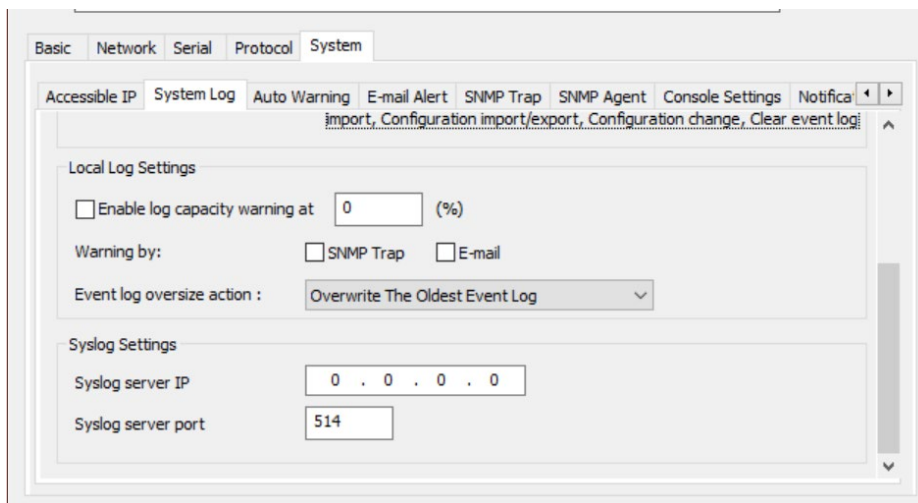 Basic Network Serial Protocol System
Accessible IP System Log Auto Warning E-mail Alert SNMP Trap SNMP Agent Console Settings Notificat
import, Configuration import/export, Configuration change, Clear event log
Local Log Settings
Enable log capacity warning at 0 (%)
Warning by: SNMP Trap E-mail
Event log oversize action : Overwrite The Oldest Event Log
Syslog Settings
Syslog server IP 0 . 0 . 0 . 0
Syslog server port 514